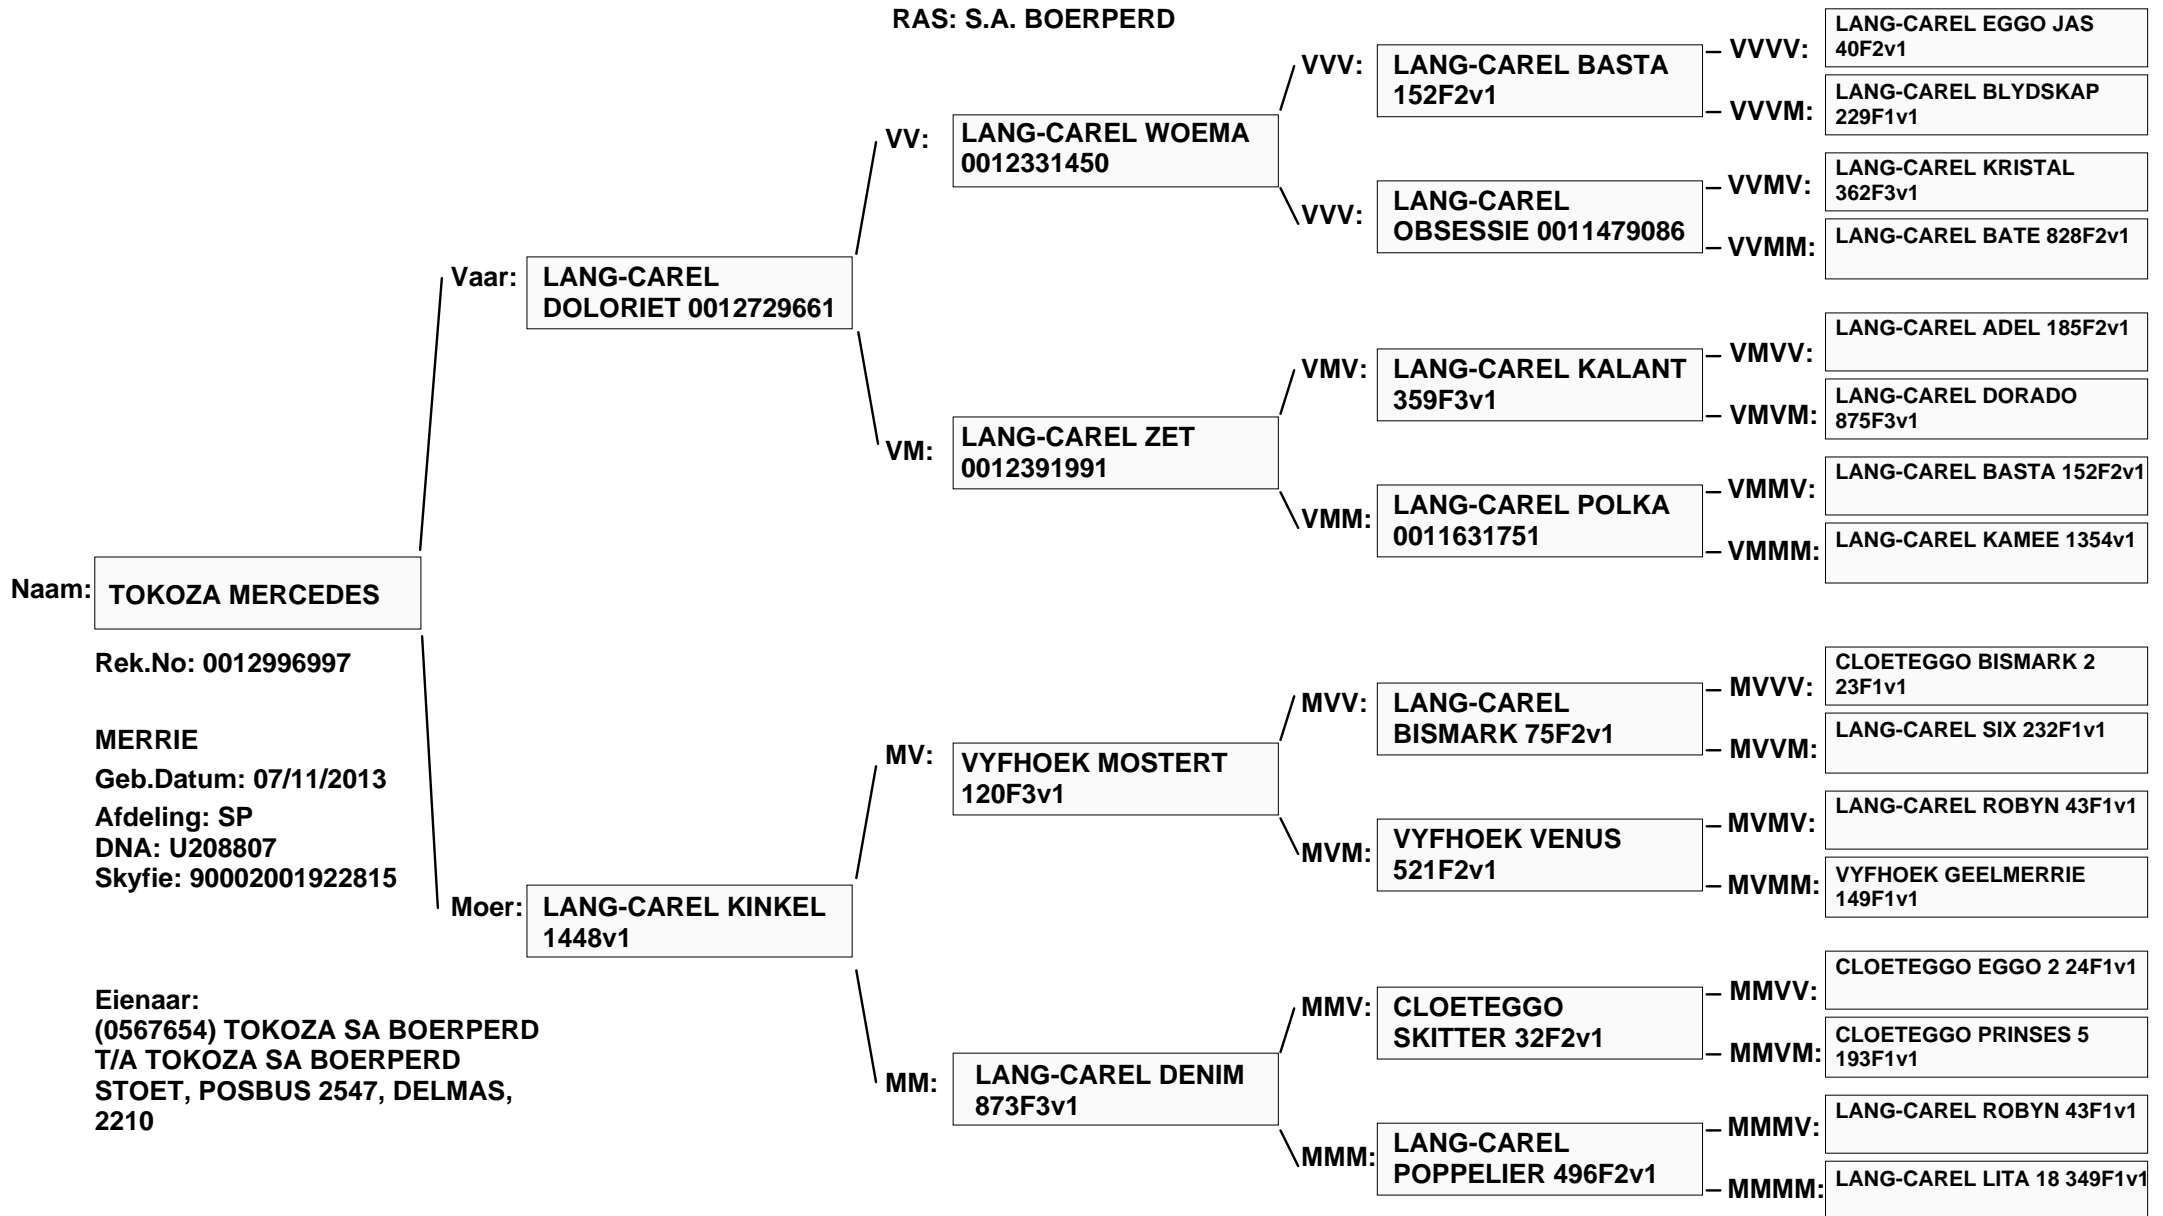 RAS: S.A. BOERPERD
Naam:
TOKOZA MERCEDES
Rek.No: 0012996997
MERRIE
Geb.Datum: 07/11/2013
Afdeling: SP
DNA: U208807
Skyfie: 90002001922815
Eienaar:
(0567654) TOKOZA SA BOERPERD
T/A TOKOZA SA BOERPERD
STOET, POSBUS 2547, DELMAS,
2210
Vaar:
LANG-CAREL
DOLORIET 0012729661
Moer:
LANG-CAREL KINKEL
1448v1
VV:
LANG-CAREL WOEMA
0012331450
VM:
LANG-CAREL ZET
0012391991
MV:
VYFHOEK MOSTERT
120F3v1
MM:
LANG-CAREL DENIM
873F3v1
VVV:
LANG-CAREL BASTA
152F2v1
VVV:
LANG-CAREL
OBSESSIE 0011479086
VMV:
LANG-CAREL KALANT
359F3v1
VMM:
LANG-CAREL POLKA
0011631751
MVV:
LANG-CAREL
BISMARK 75F2v1
MVM:
VYFHOEK VENUS
521F2v1
MMV:
CLOETEGGO
SKITTER 32F2v1
MMM:
LANG-CAREL
POPPELIER 496F2v1
VVVV:
LANG-CAREL EGGO JAS
40F2v1
VVVM:
LANG-CAREL BLYDSKAP
229F1v1
VVMV:
LANG-CAREL KRISTAL
362F3v1
VVMM:
LANG-CAREL BATE 828F2v1
VMVV:
LANG-CAREL ADEL 185F2v1
VMVM:
LANG-CAREL DORADO
875F3v1
VMMV:
LANG-CAREL BASTA 152F2v1
VMMM:
LANG-CAREL KAMEE 1354v1
MVVV:
CLOETEGGO BISMARK 2
23F1v1
MVVM:
LANG-CAREL SIX 232F1v1
MVMV:
LANG-CAREL ROBYN 43F1v1
MVMM:
VYFHOEK GEELMERRIE
149F1v1
MMVV:
CLOETEGGO EGGO 2 24F1v1
MMVM:
CLOETEGGO PRINSES 5
193F1v1
MMMV:
LANG-CAREL ROBYN 43F1v1
MMMM:
LANG-CAREL LITA 18 349F1v1